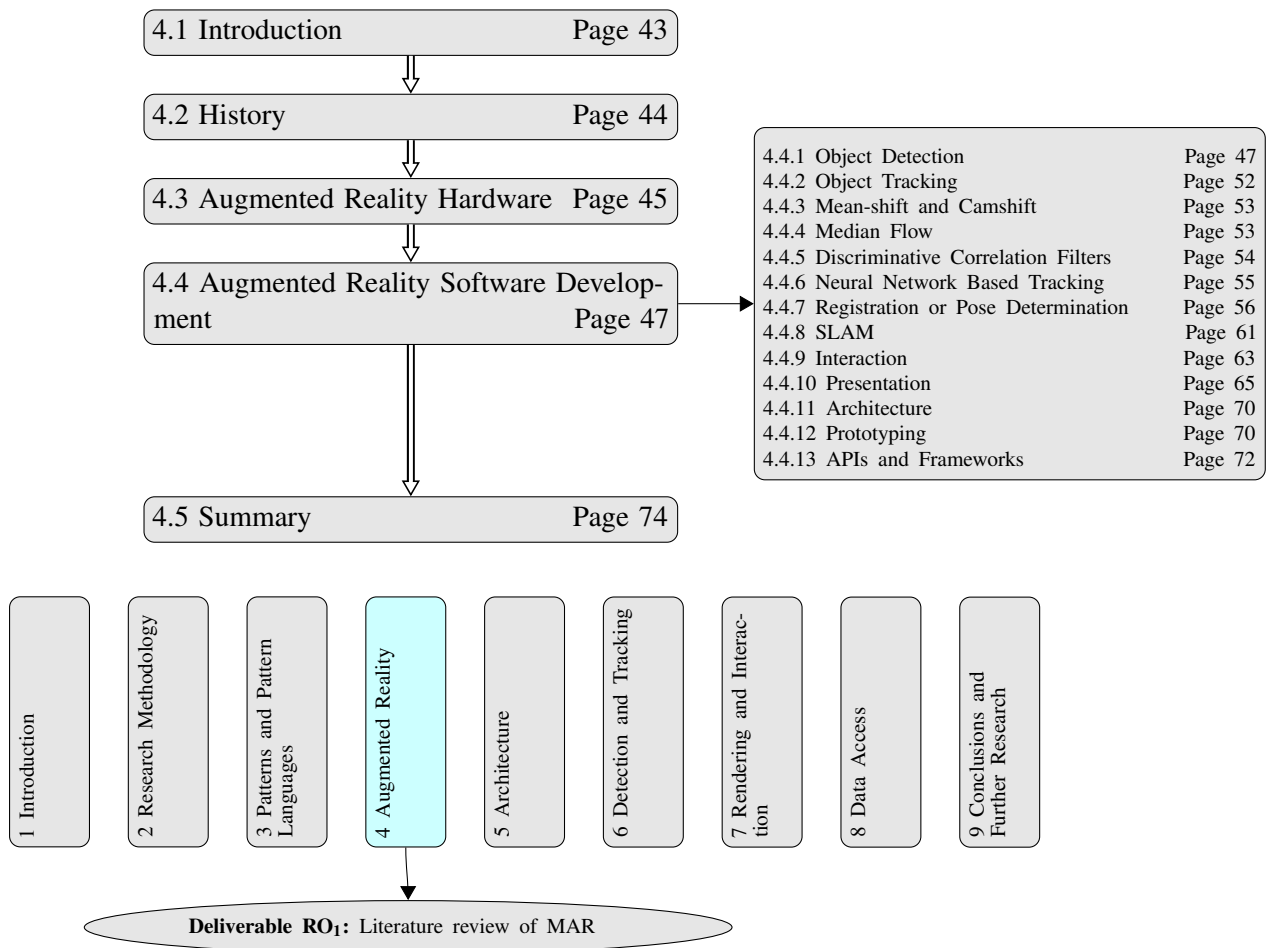 4.1 Introduction Page 43
4.2 History Page 44
4.3 Augmented Reality Hardware Page 45
4.4 Augmented Reality Software Develop-
ment Page 47
4.4.1 Object Detection Page 47
4.4.2 Object Tracking Page 52
4.4.3 Mean-shift and Camshift Page 53
4.4.4 Median Flow Page 53
4.4.5 Discriminative Correlation Filters Page 54
4.4.6 Neural Network Based Tracking Page 55
4.4.7 Registration or Pose Determination Page 56
4.4.8 SLAM Page 61
4.4.9 Interaction Page 63
4.4.10 Presentation Page 65
4.4.11 Architecture Page 70
4.4.12 Prototyping Page 70
4.4.13 APIs and Frameworks Page 72
4.5 Summary Page 74
1 Introduction
2 Research Methodology
3 Patterns and Pattern
Languages
4 Augmented Reality
5 Architecture
6 Detection and Tracking
7 Rendering and Interac-
tion
8 Data Access
9 Conclusions and
Further Research
Deliverable RO1: Literature review of MAR